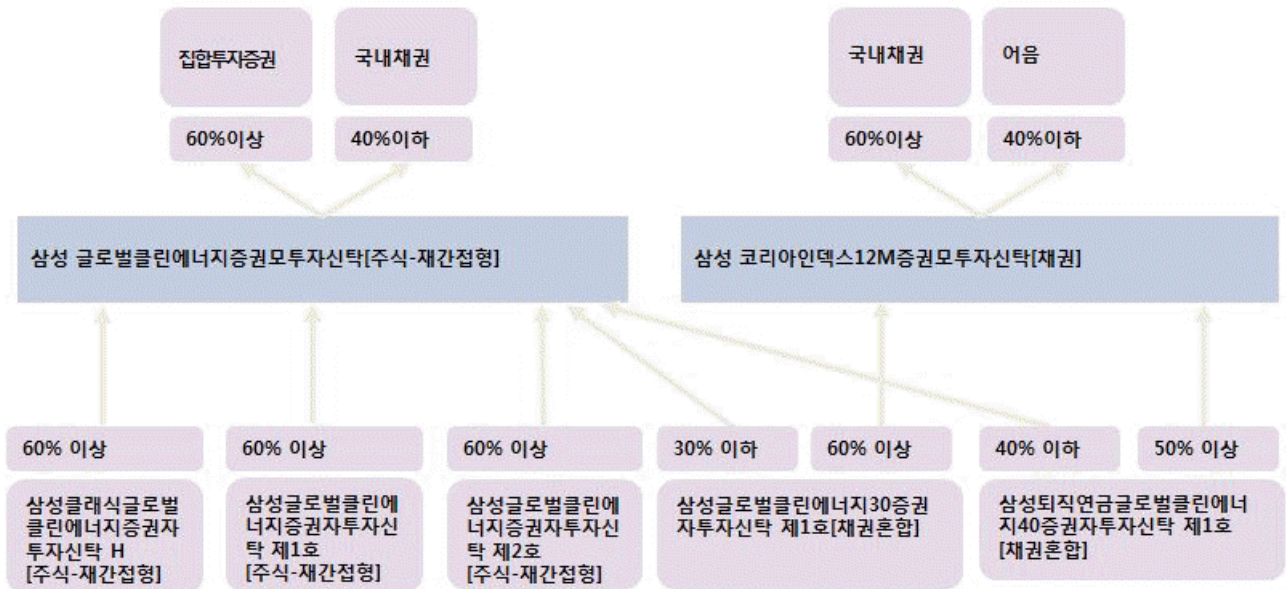 집합투자증권
국내채권
국내채권
어음
60%이상
40%이하
60%이상
40%이하
삼성 글로벌클린에너지증권모투자신탁[주식-재간접형]
삼성 코리아인덱스12M증권모투자신탁[채권]
60% 이상
60% 이상
60% 이상
30% 이하
60% 이상
40% 이하
50% 이상
삼성클래식글로벌
클린에너지증권자
투자신탁 H
[주식-재간접형]
삼성글로벌클린에
너지증권자투자신
탁 제1호
[주식-재간접형]
삼성글로벌클린에
너지증권자투자신
탁 제2호
[주식-재간접형]
삼성글로벌클린에너지30증권
자투자신탁 제1호[채권혼합]
삼성퇴직연금글로벌클린에너
지40증권자투자신탁 제1호
[채권혼합]